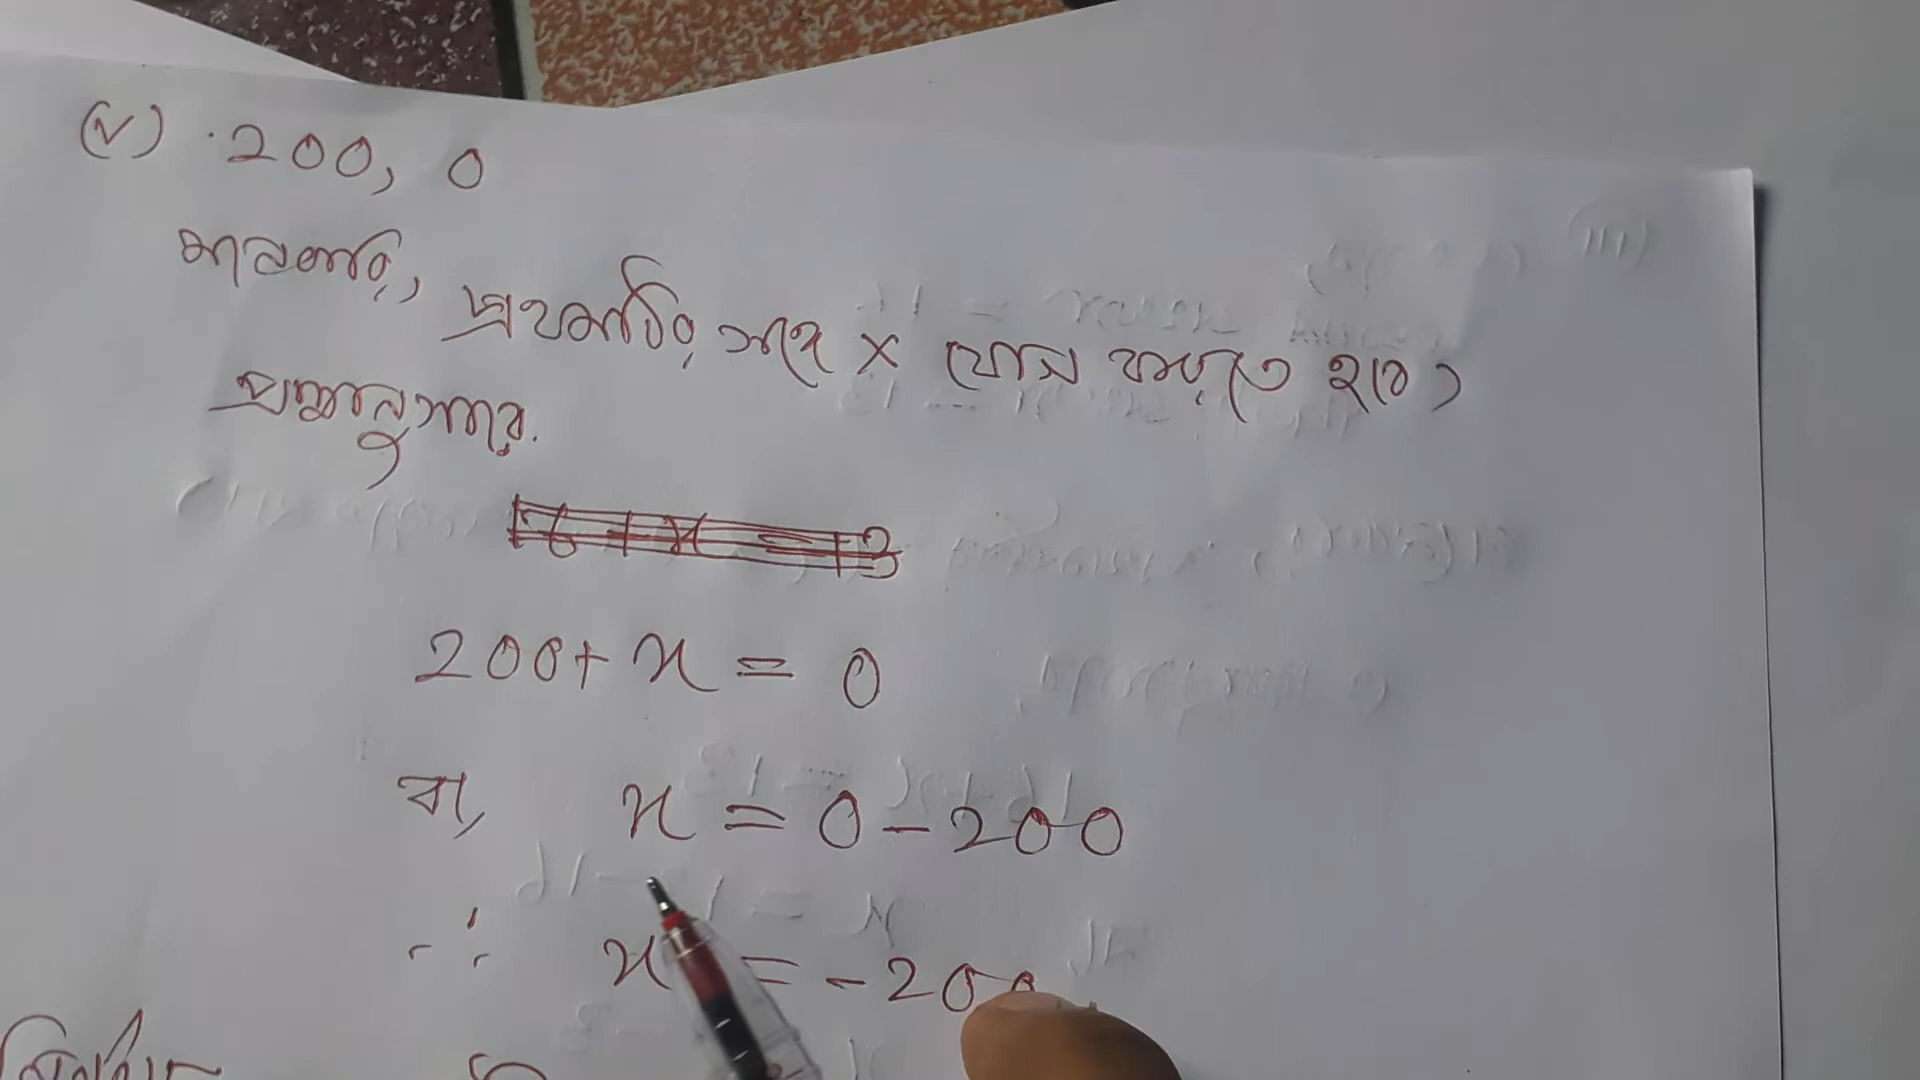 (v) 200, 0
মনেকরি, প্রথমটির সঙ্গে x যোগ করতে হবে।
প্রশ্নানুসারে.
200 + x = 0
বা, x = 0 - 200
∴ x = - 200